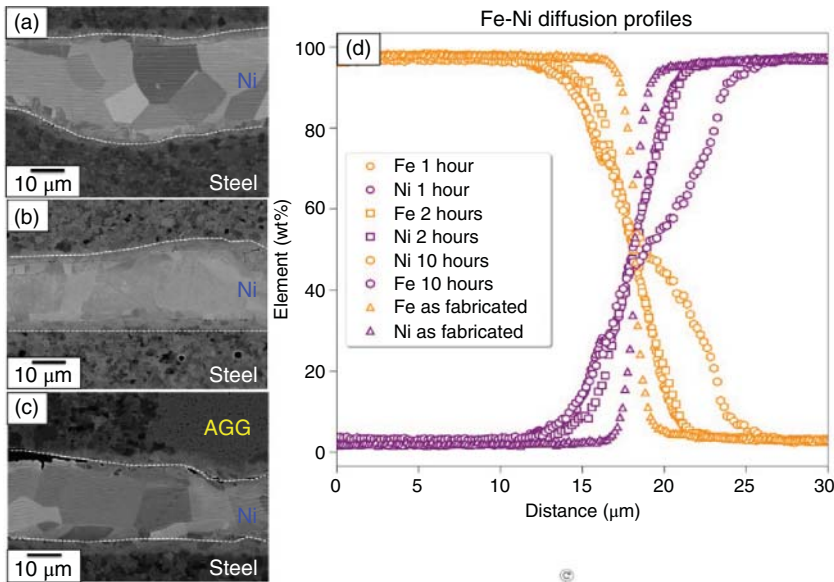 (a)
Ni
10 μm
Steel
(b)
Ni
10 μm
Steel
(c)
AGG
Ni
10 μm
Steel
Fe-Ni diffusion profiles
(d)
Element (wt%)
100
80
60
40
20
0
Fe 1 hour
Ni 1 hour
Fe 2 hours
Ni 2 hours
Ni 10 hours
Fe 10 hours
Fe as fabricated
Ni as fabricated
0 5 10 15 20 25 30
Distance (μm)
©